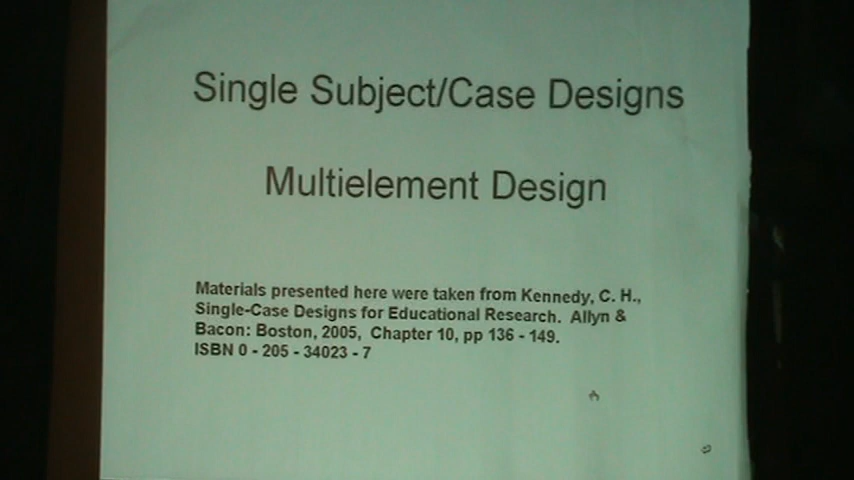 Single Subject/Case Designs
Multielement Design
Materials presented here were taken from Kennedy, C. H.,
Single-Case Designs for Educational Research.  Allyn &
Bacon: Boston, 2005,  Chapter 10, pp 136 - 149.
ISBN 0 - 205 - 34023 - 7